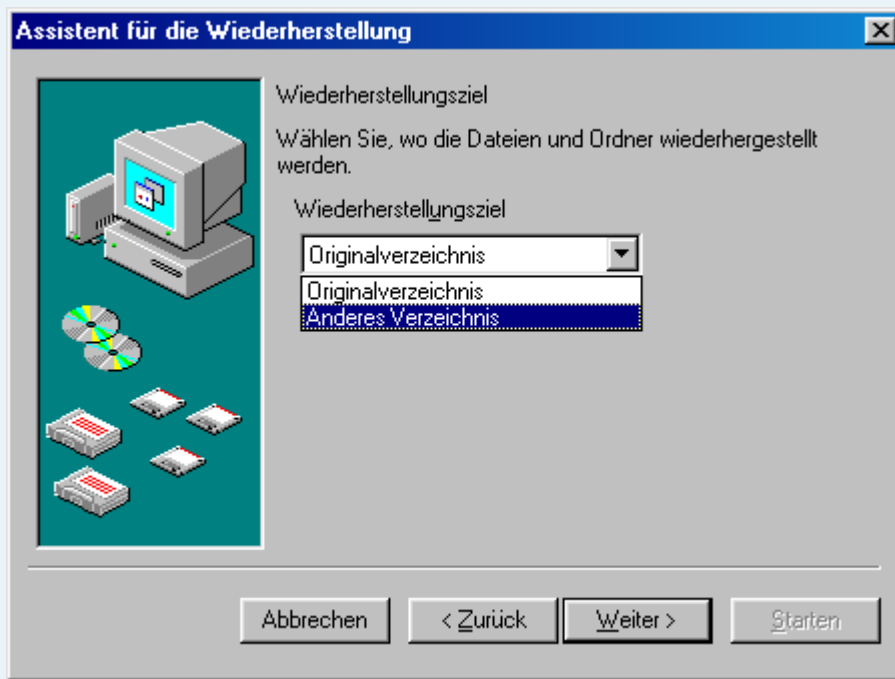 Assistent für die Wiederherstellung
Wiederherstellungsziel
Wählen Sie, wo die Dateien und Ordner wiederhergestellt
werden.
Wiederherstellungsziel
Originalverzeichnis
Originalverzeichnis
Anderes Verzeichnis
Abbrechen
< Zurück
Weiter >
Starten